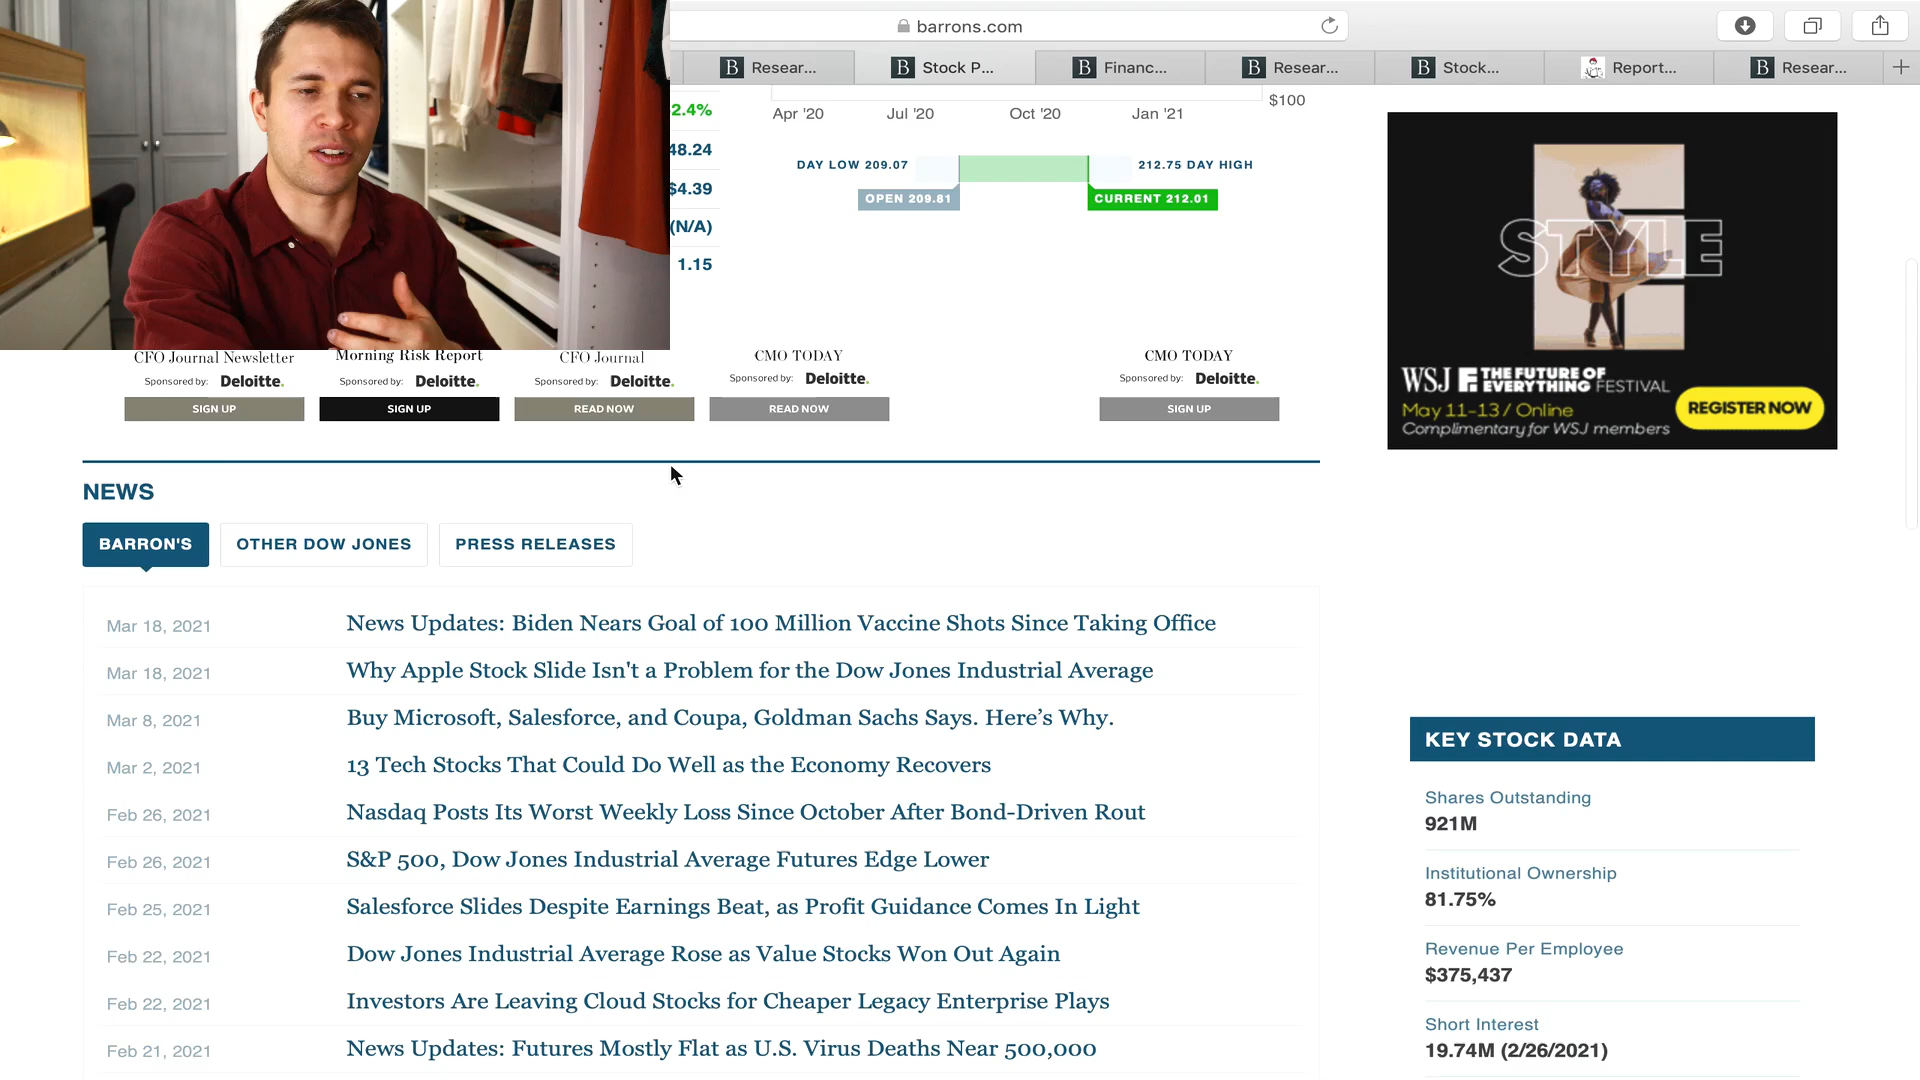 barrons.com
B Resear...
B Stock P...
B Financ...
B Resear...
B Stock...
Report...
B Resear...
2.4%
48.24
$4.39
(N/A)
1.15
$100
Apr '20 Jul '20 Oct '20 Jan '21
DAY LOW 209.07
212.75 DAY HIGH
OPEN 209.81
CURRENT 212.01
CFO Journal Newsletter
Sponsored by: Deloitte.
SIGN UP
Morning Risk Report
Sponsored by: Deloitte.
SIGN UP
CFO Journal
Sponsored by: Deloitte.
READ NOW
CMO TODAY
Sponsored by: Deloitte.
READ NOW
CMO TODAY
Sponsored by: Deloitte.
SIGN UP
STYLE
WSJ F. THE FUTURE OF
EVERYTHING FESTIVAL
May 11-13 / Online
Complimentary for WSJ members
REGISTER NOW
NEWS
BARRON'S
OTHER DOW JONES
PRESS RELEASES
Mar 18, 2021 News Updates: Biden Nears Goal of 100 Million Vaccine Shots Since Taking Office
Mar 18, 2021 Why Apple Stock Slide Isn't a Problem for the Dow Jones Industrial Average
Mar 8, 2021 Buy Microsoft, Salesforce, and Coupa, Goldman Sachs Says. Here's Why.
Mar 2, 2021 13 Tech Stocks That Could Do Well as the Economy Recovers
Feb 26, 2021 Nasdaq Posts Its Worst Weekly Loss Since October After Bond-Driven Rout
Feb 26, 2021 S&P 500, Dow Jones Industrial Average Futures Edge Lower
Feb 25, 2021 Salesforce Slides Despite Earnings Beat, as Profit Guidance Comes In Light
Feb 22, 2021 Dow Jones Industrial Average Rose as Value Stocks Won Out Again
Feb 22, 2021 Investors Are Leaving Cloud Stocks for Cheaper Legacy Enterprise Plays
Feb 21, 2021 News Updates: Futures Mostly Flat as U.S. Virus Deaths Near 500,000
KEY STOCK DATA
Shares Outstanding
921M
Institutional Ownership
81.75%
Revenue Per Employee
$375,437
Short Interest
19.74M (2/26/2021)